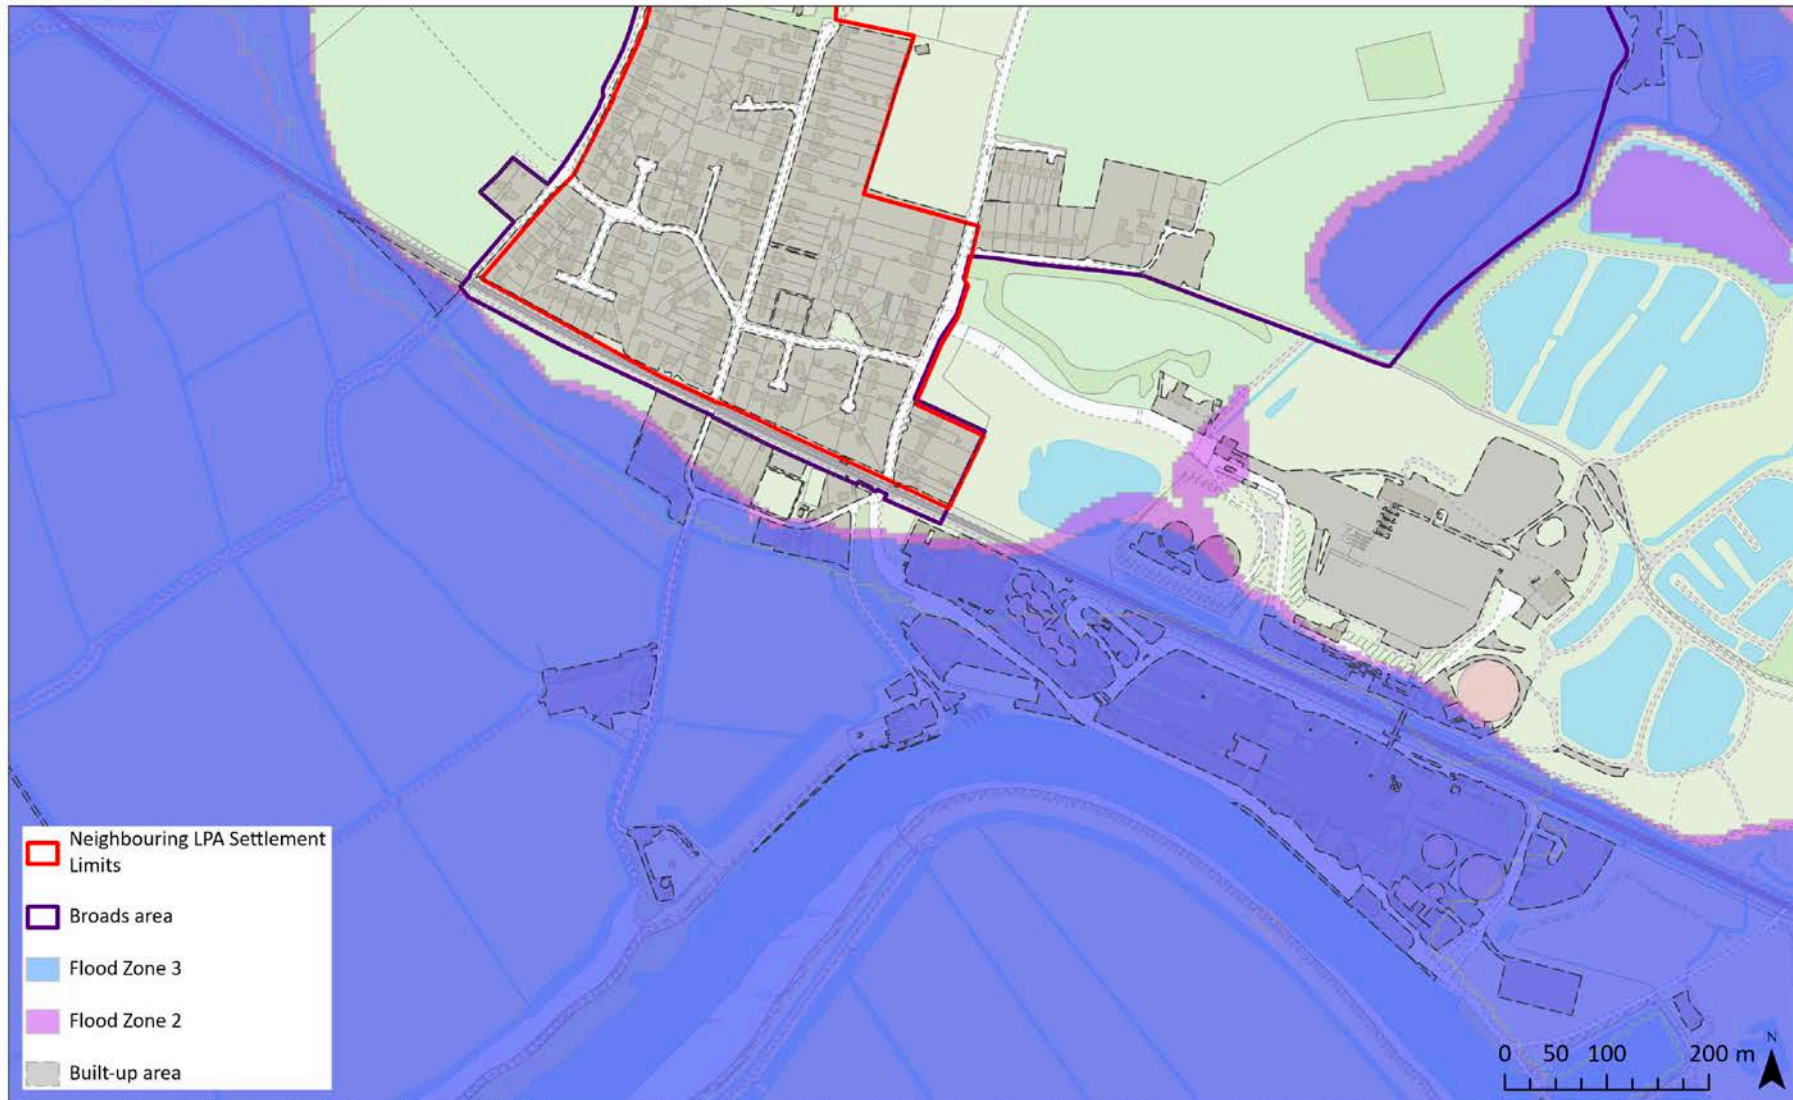 Neighbouring LPA Settlement
Limits
Broads area
Flood Zone 3
Flood Zone 2
Built-up area
0 50 100 200 m
N